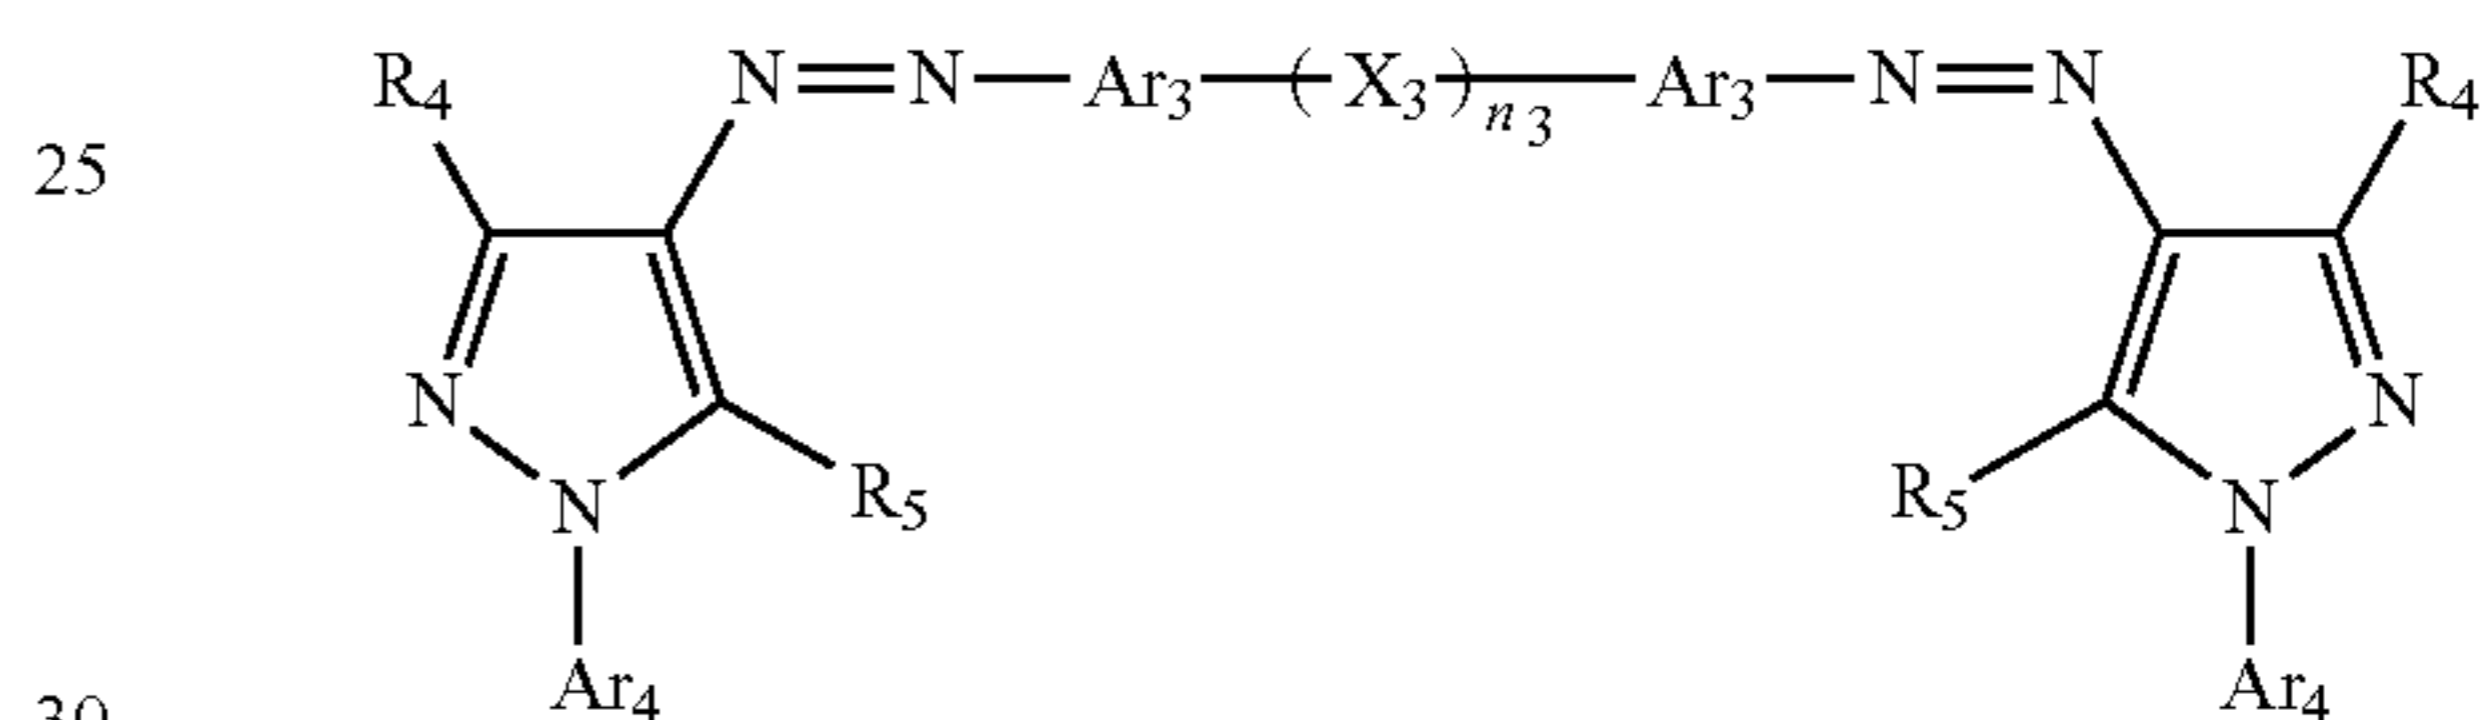 R4 N=N—Ar3—(X3)n3—Ar3—N=N R4
25
N N
R5 R5
N N
Ar4 Ar4
30